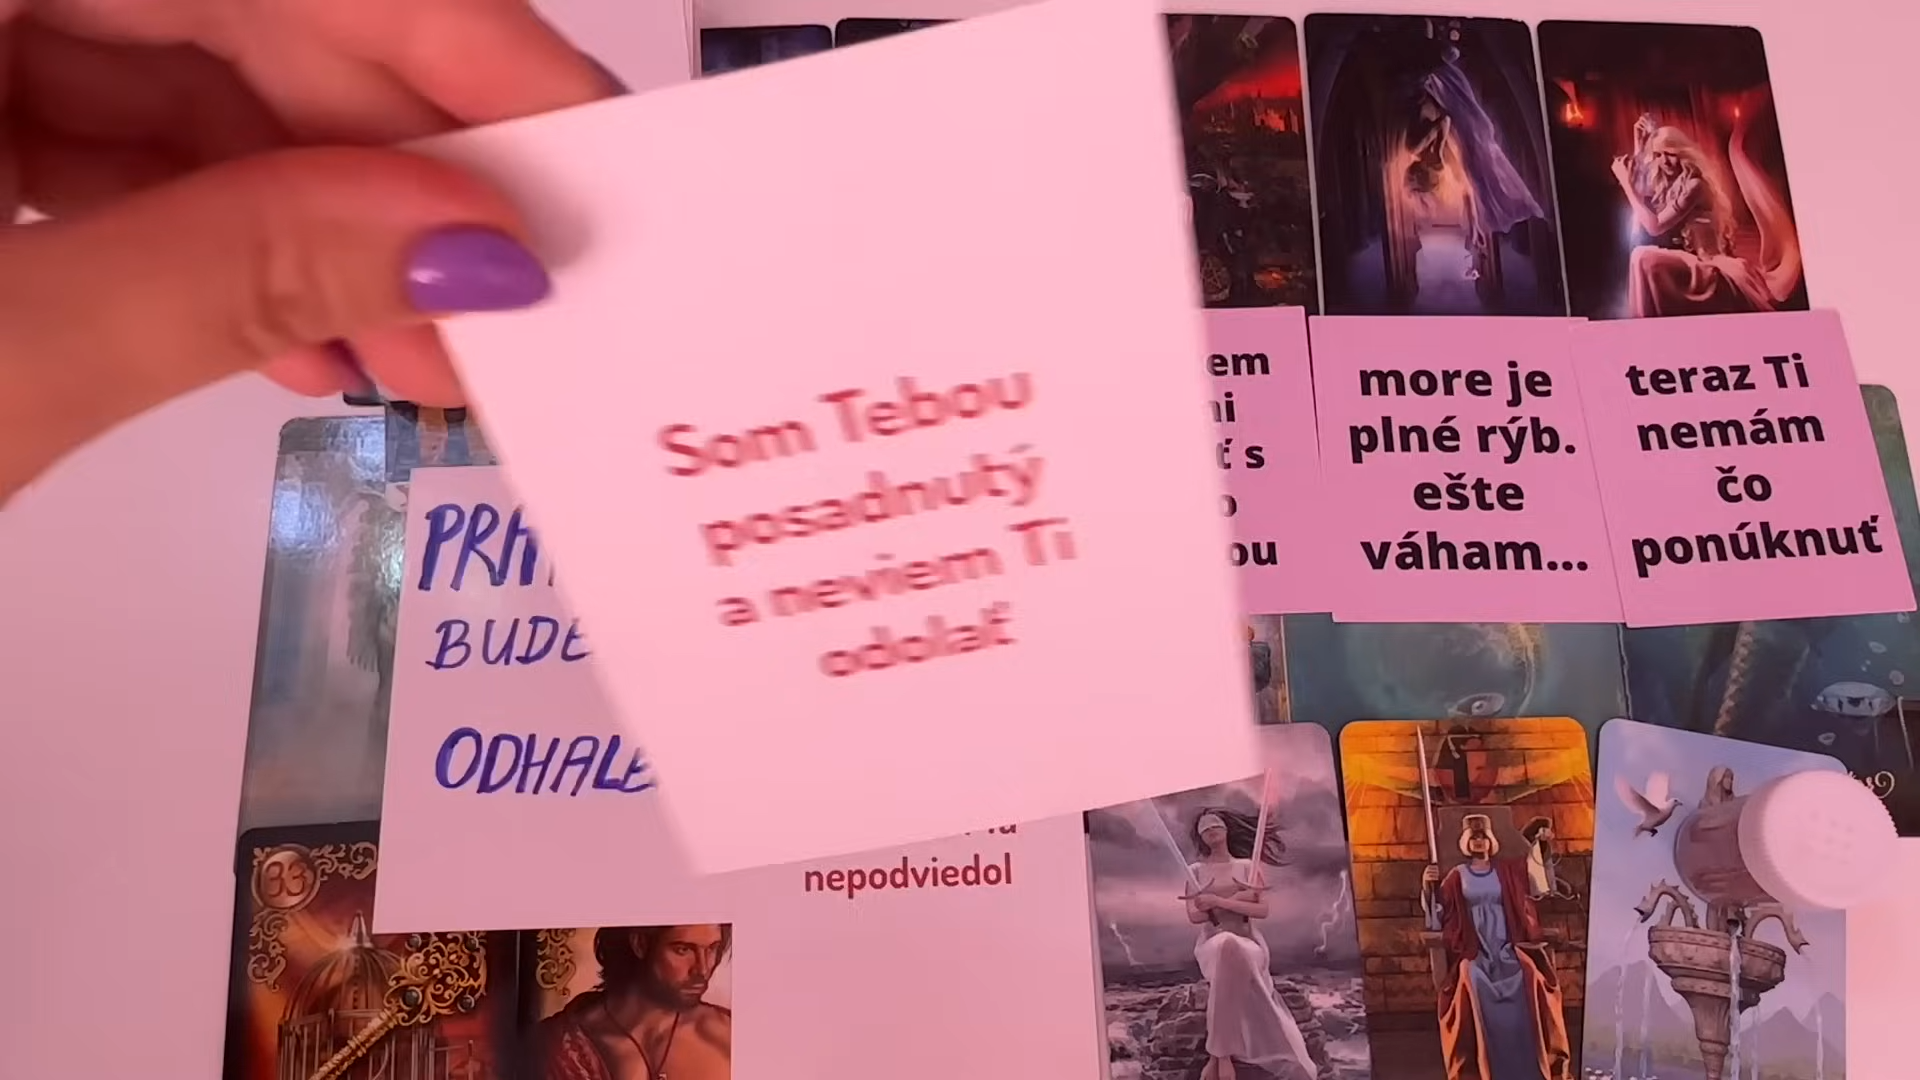 Som Tebou
posadnutý
a neviem Ti
odolať
more je
plné rýb.
ešte
váham...
teraz Ti
nemám
čo
ponúknuť
BUDE
nepodviedol
33